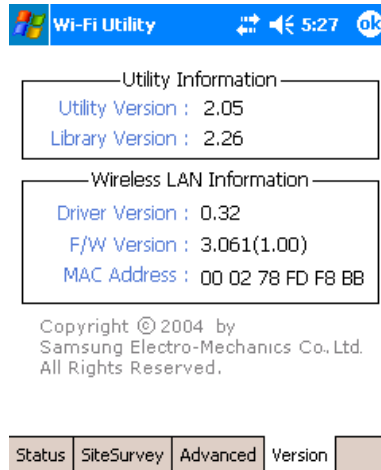 Wi-Fi Utility 5:27 ok
Utility Information
Utility Version : 2.05
Library Version : 2.26
Wireless LAN Information
Driver Version : 0.32
F/W Version : 3.061(1.00)
MAC Address : 00 02 78 FD F8 BB
Copyright © 2004 by
Samsung Electro-Mechanics Co., Ltd.
All Rights Reserved.
Status SiteSurvey Advanced Version